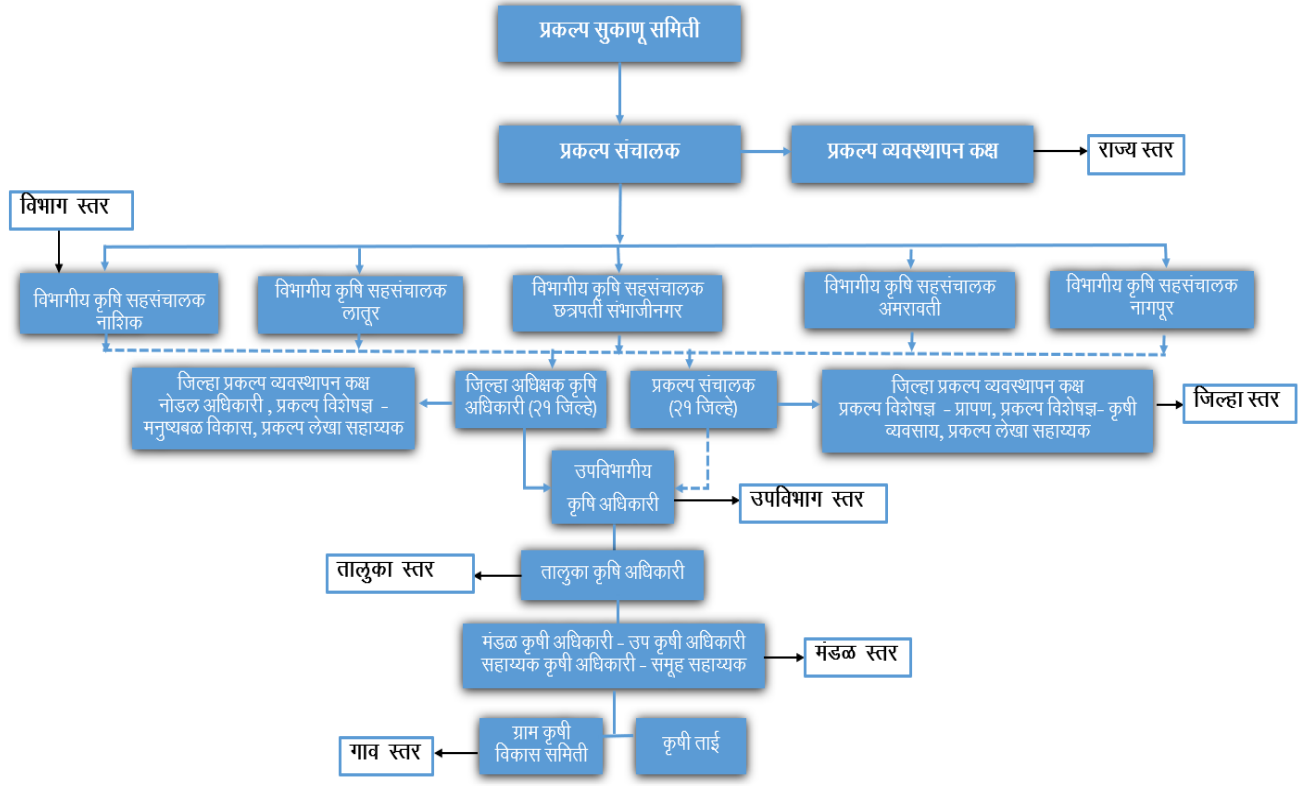 प्रकल्प सुकाणू समिती
प्रकल्प संचालक
प्रकल्प व्यवस्थापन कक्ष
राज्य स्तर
विभाग स्तर
विभागीय कृषि सहसंचालक
नाशिक
विभागीय कृषि सहसंचालक
लातूर
विभागीय कृषि सहसंचालक
छत्रपती संभाजीनगर
विभागीय कृषि सहसंचालक
अमरावती
विभागीय कृषि सहसंचालक
नागपूर
जिल्हा प्रकल्प व्यवस्थापन कक्ष
नोडल अधिकारी , प्रकल्प विशेषज्ञ -
मनुष्यबळ विकास, प्रकल्प लेखा सहाय्यक
जिल्हा अधिक्षक कृषि
अधिकारी (२१ जिल्हे)
प्रकल्प संचालक
(२१ जिल्हे)
जिल्हा प्रकल्प व्यवस्थापन कक्ष
प्रकल्प विशेषज्ञ - प्रापण, प्रकल्प विशेषज्ञ- कृषी
व्यवसाय, प्रकल्प लेखा सहाय्यक
जिल्हा स्तर
उपविभागीय
कृषि अधिकारी
उपविभाग स्तर
तालुका स्तर
तालुका कृषि अधिकारी
मंडळ कृषी अधिकारी - उप कृषी अधिकारी
सहाय्यक कृषी अधिकारी - समूह सहाय्यक
मंडळ स्तर
ग्राम कृषी
विकास समिती
कृषी ताई
गाव स्तर